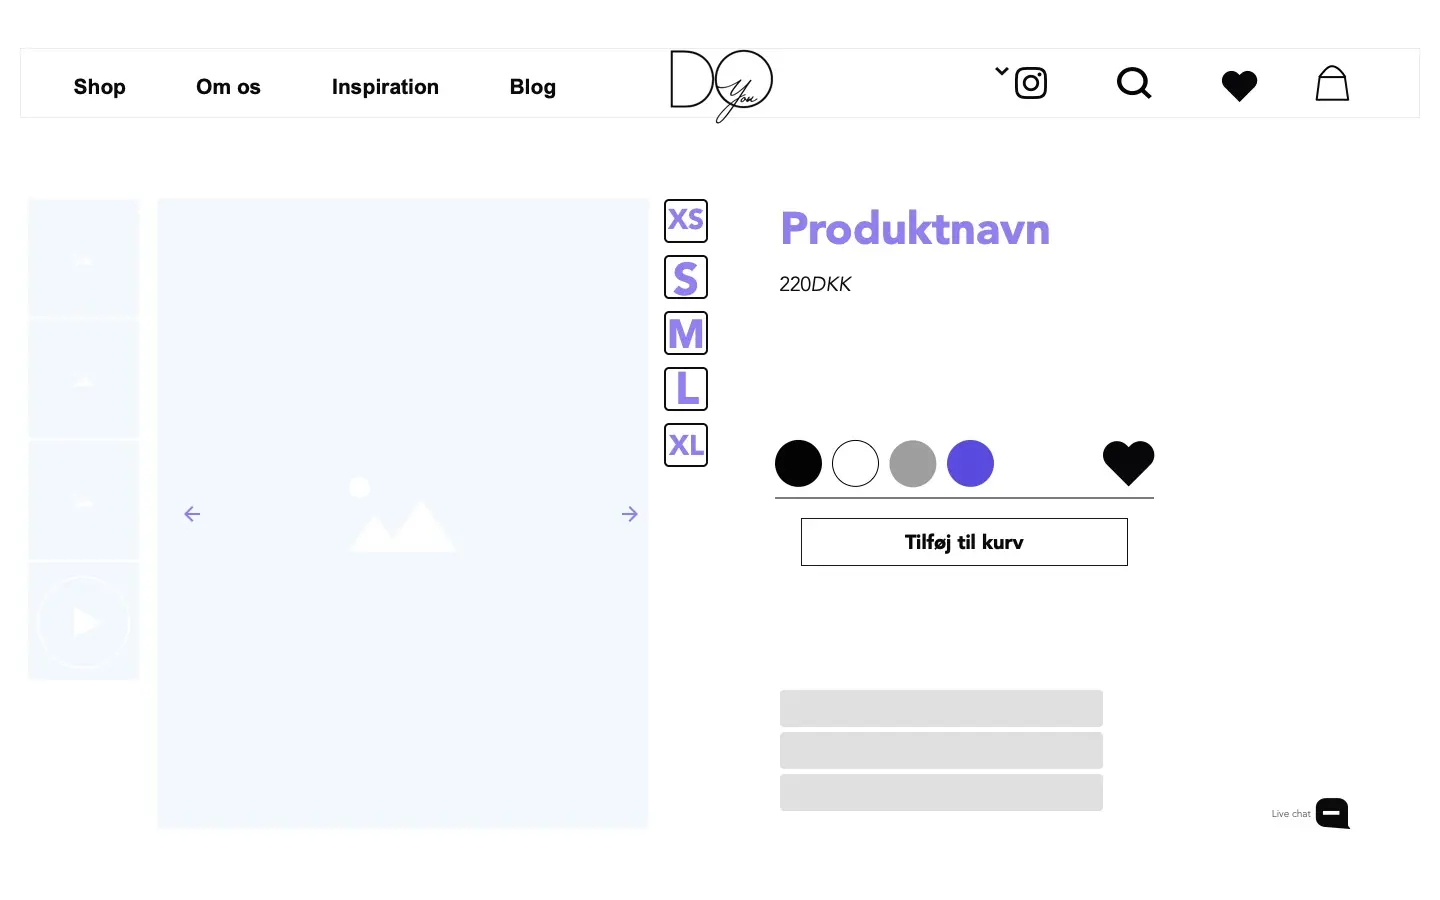 Shop
Om os
Inspiration
Blog
DO
You
XS
S
M
L
XL
Produktnavn
220DKK
Tilføj til kurv
Live chat